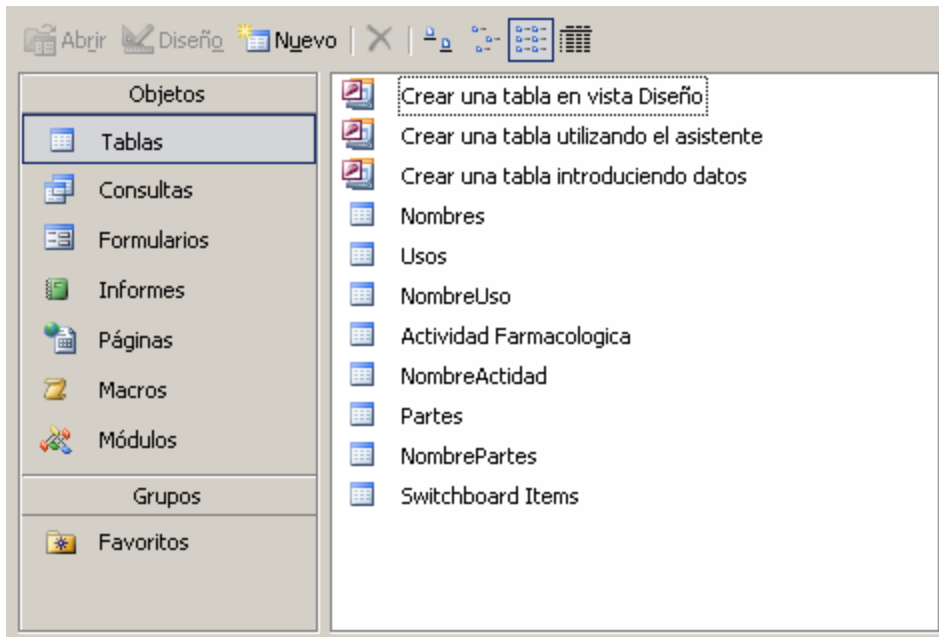 Abrir Diseño Nuevo
Objetos
Tablas
Consultas
Formularios
Informes
Páginas
Macros
Módulos
Grupos
Favoritos
Crear una tabla en vista Diseño
Crear una tabla utilizando el asistente
Crear una tabla introduciendo datos
Nombres
Usos
NombreUso
Actividad Farmacologica
NombreActidad
Partes
NombrePartes
Switchboard Items